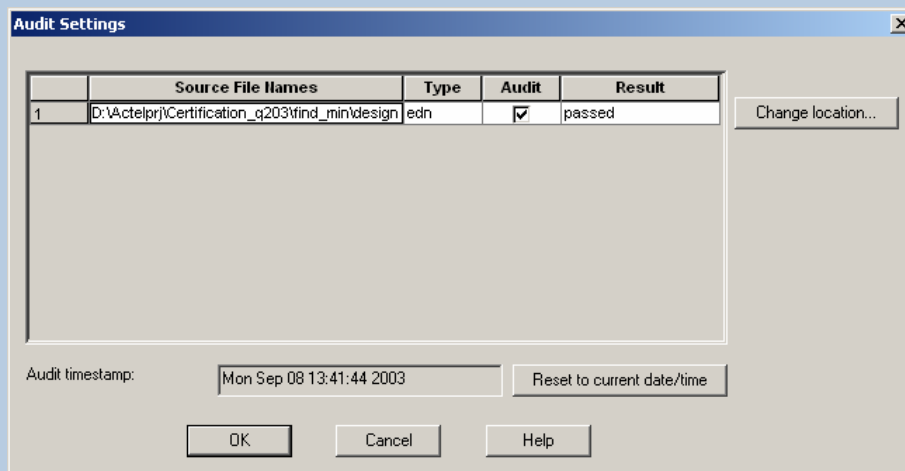 Audit Settings
Source File Names Type Audit Result
1 D:\Actelprj\Certification_q203\find_min\design edn passed
Change location...
Audit timestamp: Mon Sep 08 13:41:44 2003 Reset to current date/time
OK Cancel Help